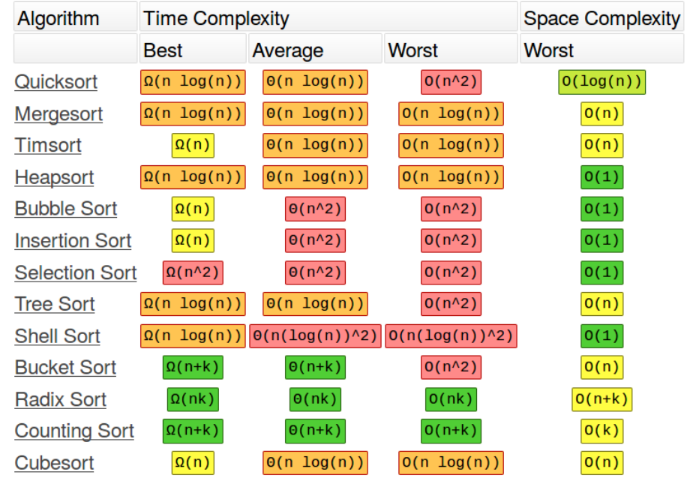 Algorithm Time Complexity Space Complexity
Best Average Worst Worst
Quicksort Ω(n log(n)) Θ(n log(n)) O(n^2) O(log(n))
Mergesort Ω(n log(n)) Θ(n log(n)) O(n log(n)) O(n)
Timsort Ω(n) Θ(n log(n)) O(n log(n)) O(n)
Heapsort Ω(n log(n)) Θ(n log(n)) O(n log(n)) O(1)
Bubble Sort Ω(n) Θ(n^2) O(n^2) O(1)
Insertion Sort Ω(n) Θ(n^2) O(n^2) O(1)
Selection Sort Ω(n^2) Θ(n^2) O(n^2) O(1)
Tree Sort Ω(n log(n)) Θ(n log(n)) O(n^2) O(n)
Shell Sort Ω(n log(n)) Θ(n(log(n))^2) O(n(log(n))^2) O(1)
Bucket Sort Ω(n+k) Θ(n+k) O(n^2) O(n)
Radix Sort Ω(nk) Θ(nk) O(nk) O(n+k)
Counting Sort Ω(n+k) Θ(n+k) O(n+k) O(k)
Cubesort Ω(n) Θ(n log(n)) O(n log(n)) O(n)